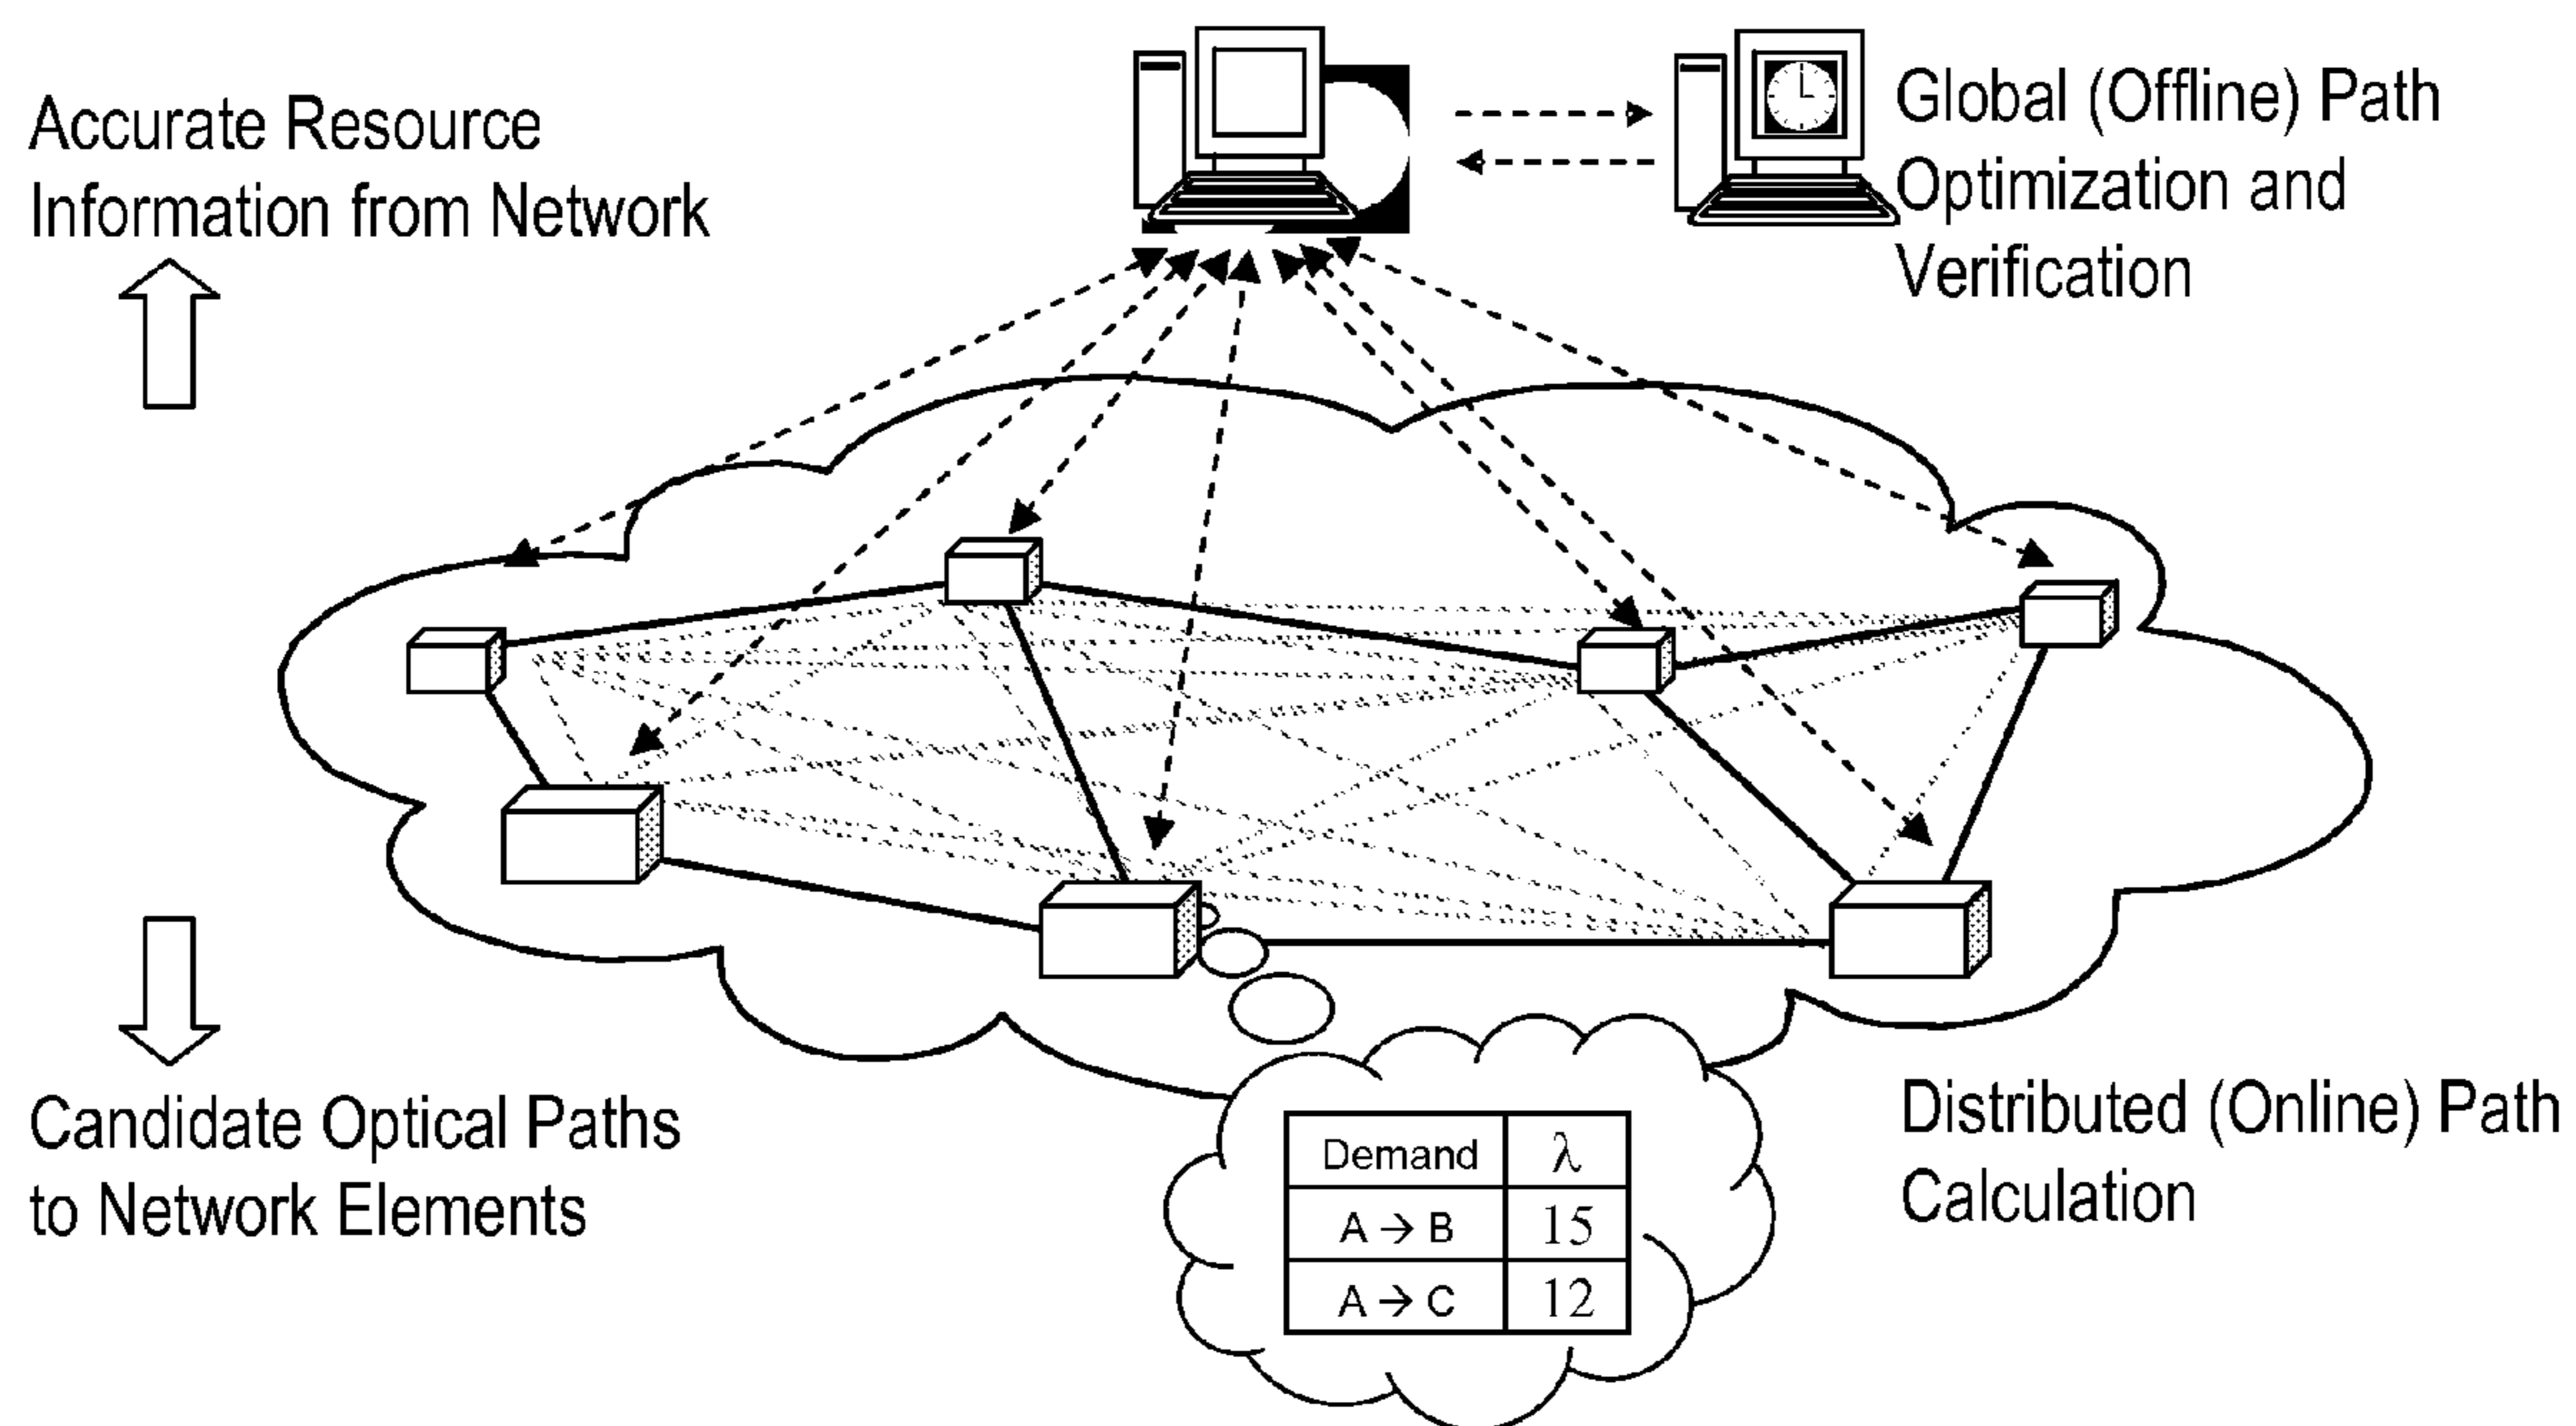 Accurate Resource
Information from Network
Global (Offline) Path
Optimization and
Verification
Candidate Optical Paths
to Network Elements
Demand λ
A → B 15
A → C 12
Distributed (Online) Path
Calculation